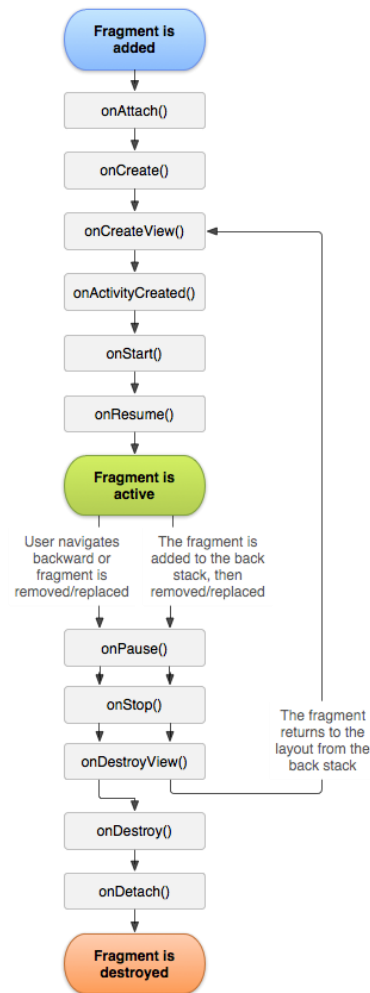 Fragment is
added
onAttach()
onCreate()
onCreateView()
onActivityCreated()
onStart()
onResume()
Fragment is
active
User navigates
backward or
fragment is
removed/replaced
The fragment is
added to the back
stack, then
removed/replaced
onPause()
onStop()
onDestroyView()
The fragment
returns to the
layout from the
back stack
onDestroy()
onDetach()
Fragment is
destroyed